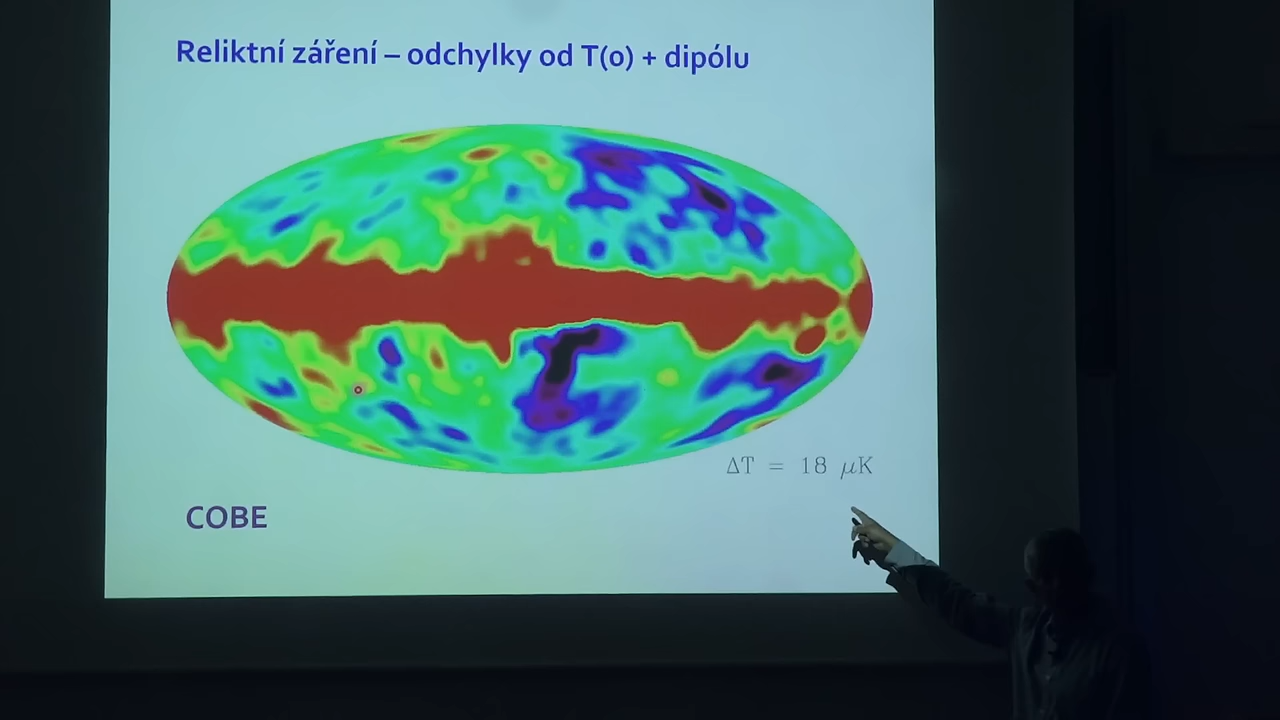 Reliktní záření – odchylky od T(o) + dipólu
ΔT = 18 μK
COBE